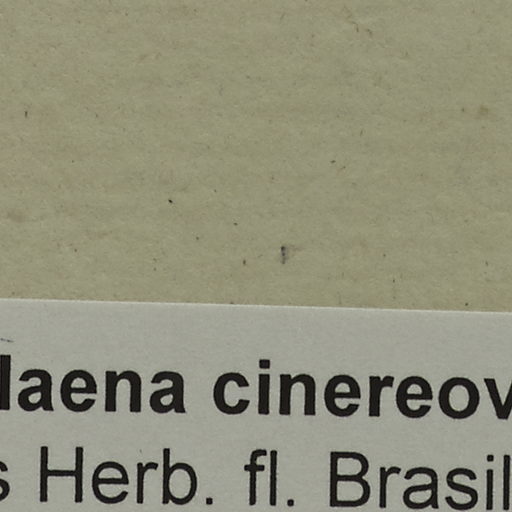 laena cinereov
s Herb. fl. Brasil